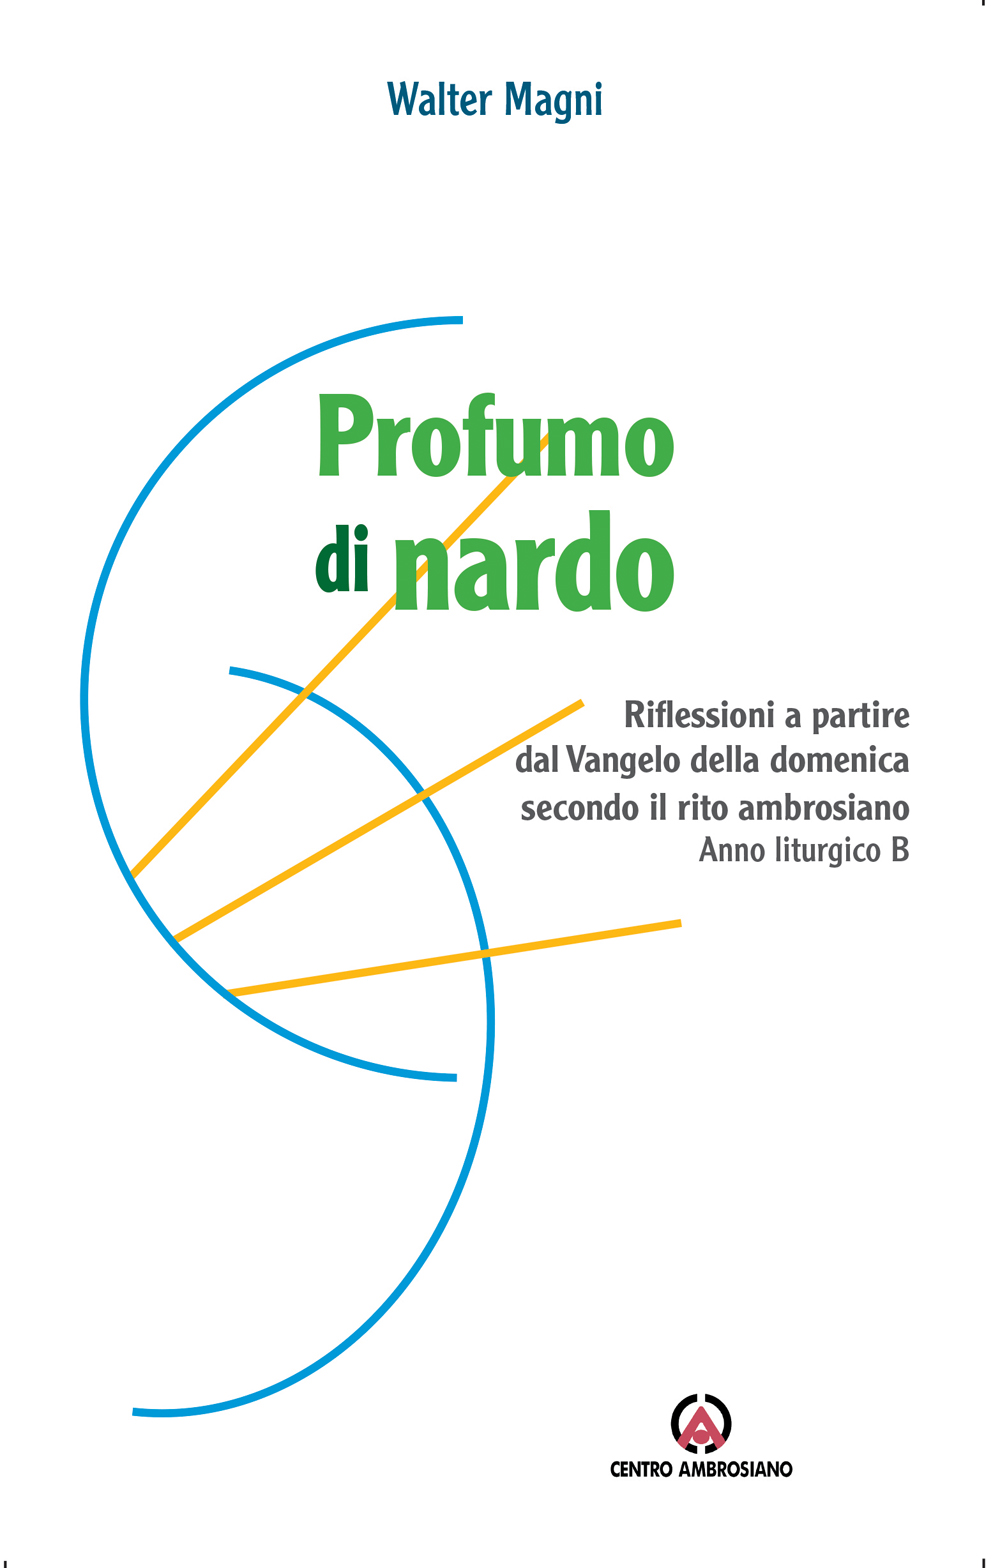 Walter Magni
Profumo
di nardo
Riflessioni a partire
dal Vangelo della domenica
secondo il rito ambrosiano
Anno liturgico B
CENTRO AMBROSIANO